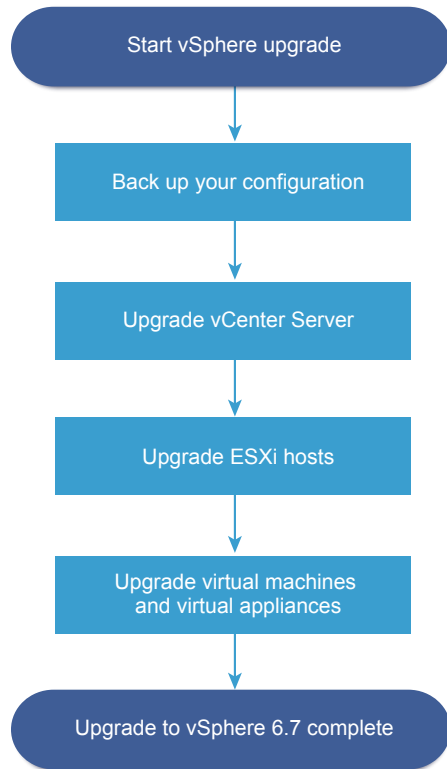 Start vSphere upgrade
Back up your configuration
Upgrade vCenter Server
Upgrade ESXi hosts
Upgrade virtual machines
and virtual appliances
Upgrade to vSphere 6.7 complete